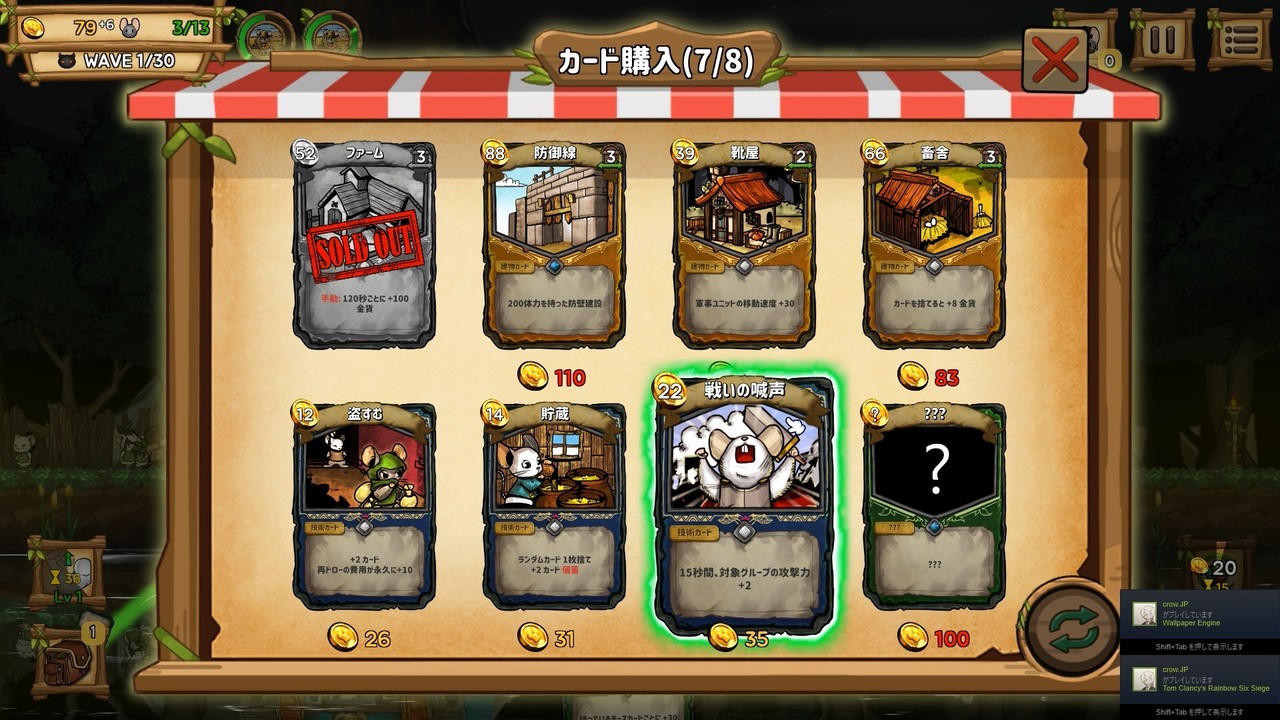 79 +6 3/13
WAVE 1/30
カード購入(7/8)
0
52 ファーム 3
SOLD OUT
手動: 120秒ごとに +100
金貨
88 防御線 3
建物カード
200体力を持った防壁建設
110
39 靴屋 2
建物カード
軍事ユニットの移動速度 +30
66 畜舎 3
建物カード
カードを捨てると +8 金貨
83
12 盗すむ
技術カード
+2 カード
再ドローの費用が永久に+10
26
14 貯蔵
技術カード
ランダムカード 1枚捨て
+2 カード 備蓄
31
22 戦いの喊声
技術カード
15秒間、対象グループの攻撃力
+2
35
? ???
?
???
???
100
36
Lv 1
1
20
15
crow.JP
がプレイしています
Wallpaper Engine
Shift+Tab を押して表示します
crow.JP
がプレイしています
Tom Clancy's Rainbow Six Siege
Shift+Tab を押して表示します